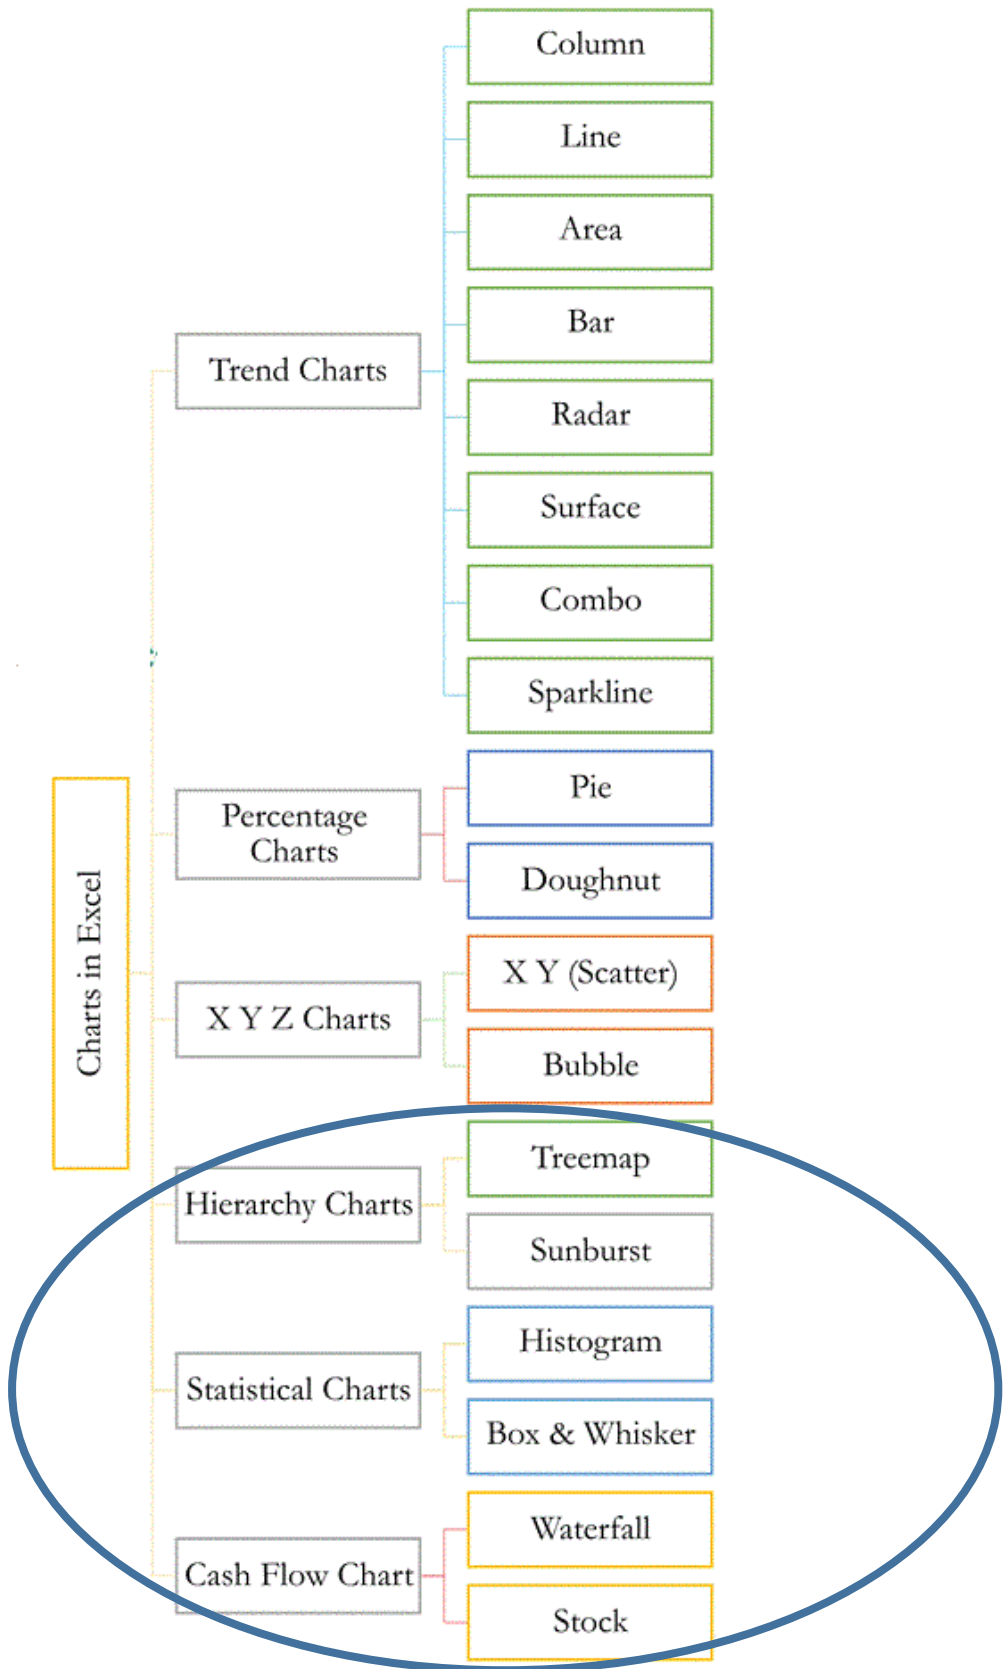 Charts in Excel
Trend Charts
Column
Line
Area
Bar
Radar
Surface
Combo
Sparkline
Percentage
Charts
Pie
Doughnut
X Y Z Charts
X Y (Scatter)
Bubble
Hierarchy Charts
Treemap
Sunburst
Statistical Charts
Histogram
Box & Whisker
Cash Flow Chart
Waterfall
Stock